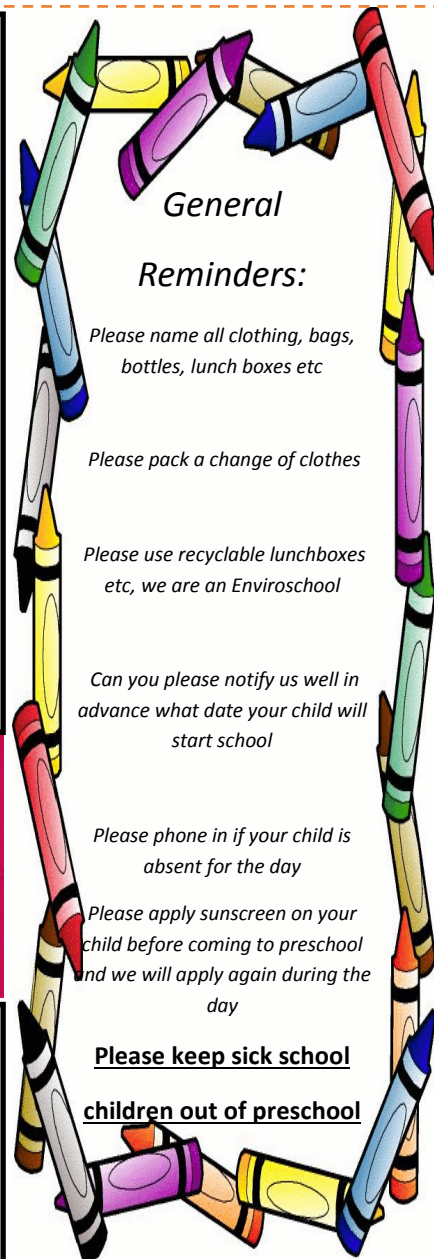 General
Reminders:
Please name all clothing, bags,
bottles, lunch boxes etc
Please pack a change of clothes
Please use recyclable lunchboxes
etc, we are an Enviroschool
Can you please notify us well in
advance what date your child will
start school
Please phone in if your child is
absent for the day
Please apply sunscreen on your
child before coming to preschool
and we will apply again during the
day
Please keep sick school
children out of preschool